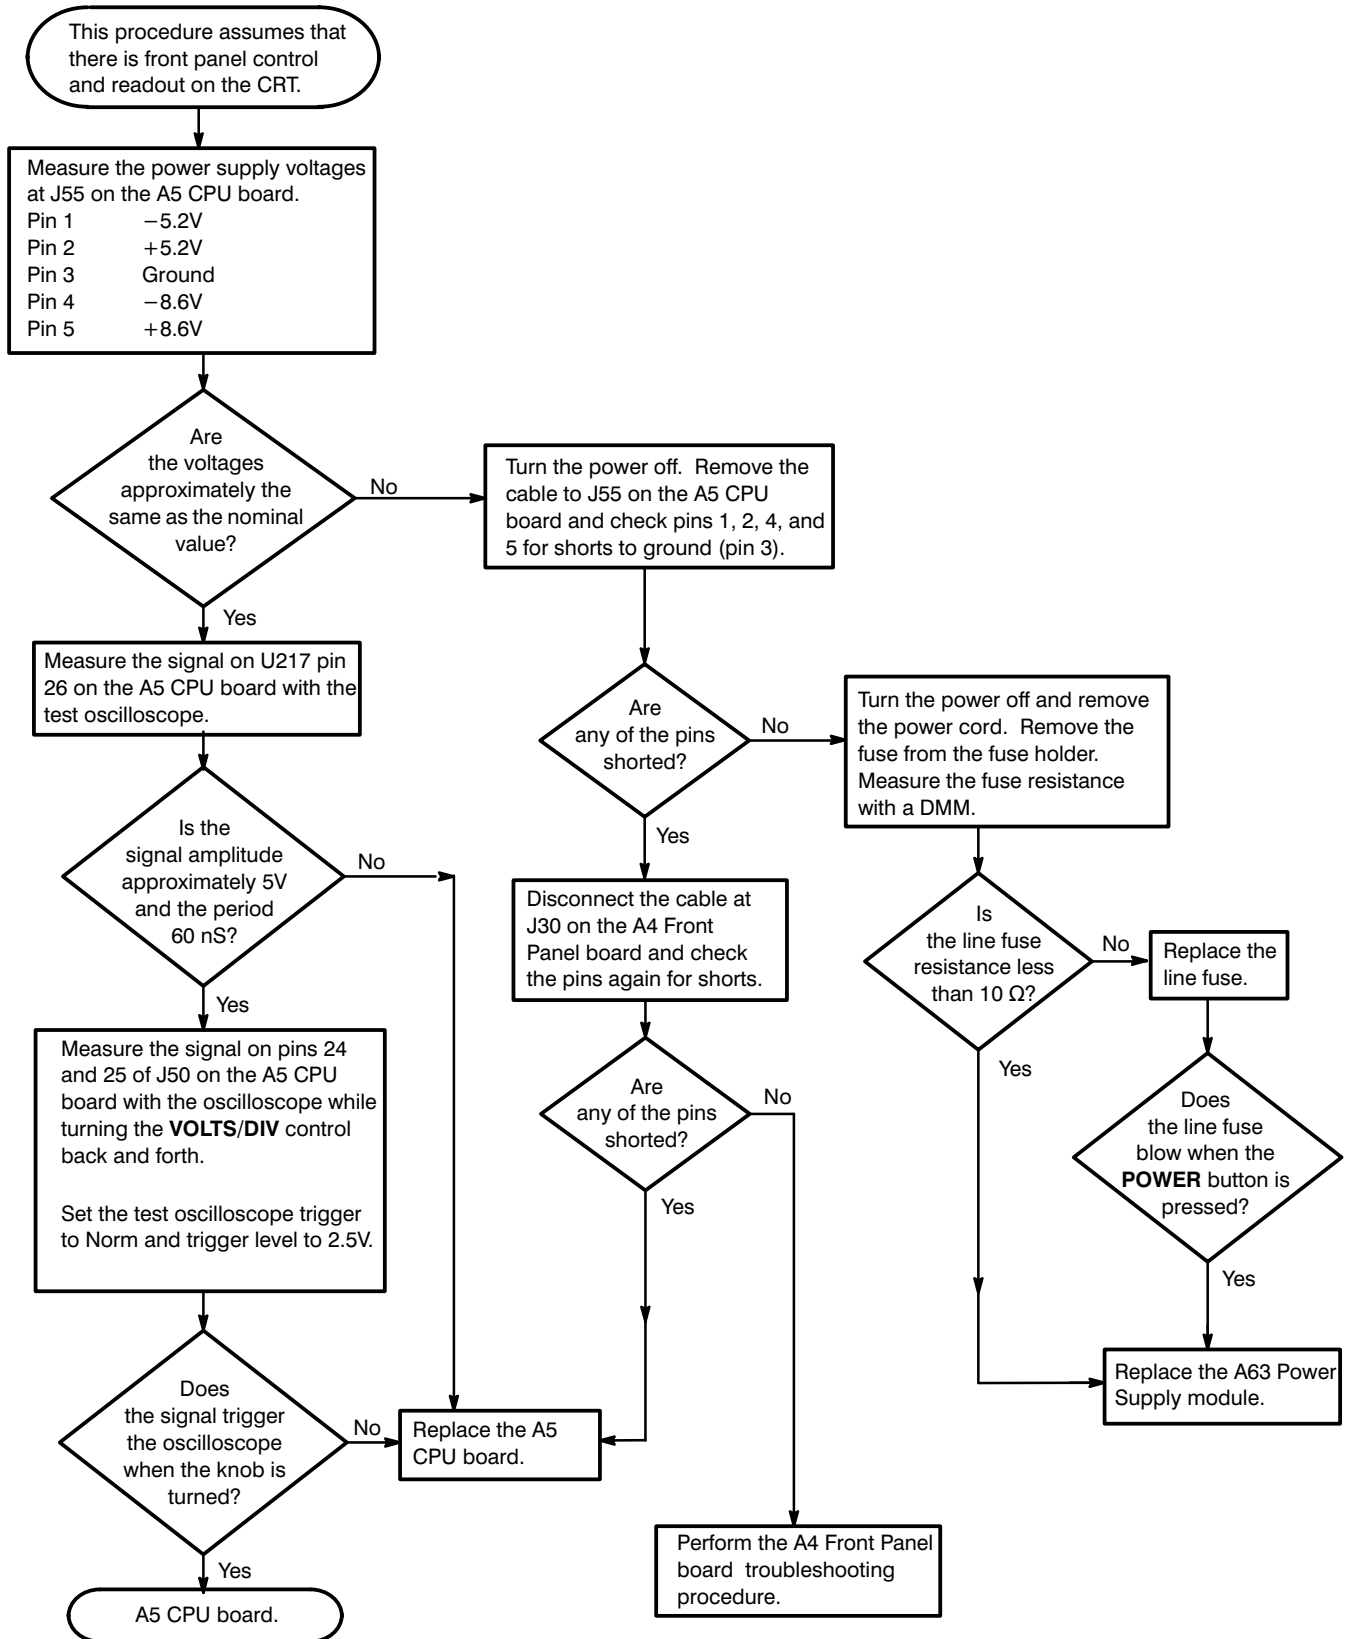 This procedure assumes that
there is front panel control
and readout on the CRT.
Measure the power supply voltages
at J55 on the A5 CPU board.
Pin 1 −5.2V
Pin 2 +5.2V
Pin 3 Ground
Pin 4 −8.6V
Pin 5 +8.6V
Are
the voltages
approximately the
same as the nominal
value?
No
Yes
Turn the power off. Remove the
cable to J55 on the A5 CPU
board and check pins 1, 2, 4, and
5 for shorts to ground (pin 3).
Measure the signal on U217 pin
26 on the A5 CPU board with the
test oscilloscope.
Are
any of the pins
shorted?
No
Yes
Turn the power off and remove
the power cord. Remove the
fuse from the fuse holder.
Measure the fuse resistance
with a DMM.
Is the
signal amplitude
approximately 5V
and the period
60 nS?
No
Yes
Disconnect the cable at
J30 on the A4 Front
Panel board and check
the pins again for shorts.
Is
the line fuse
resistance less
than 10 Ω?
No
Yes
Replace the
line fuse.
Measure the signal on pins 24
and 25 of J50 on the A5 CPU
board with the oscilloscope while
turning the VOLTS/DIV control
back and forth.
Set the test oscilloscope trigger
to Norm and trigger level to 2.5V.
Are
any of the pins
shorted?
No
Yes
Does
the line fuse
blow when the
POWER button is
pressed?
Yes
Does
the signal trigger
the oscilloscope
when the knob is
turned?
No
Yes
Replace the A5
CPU board.
Replace the A63 Power
Supply module.
Perform the A4 Front Panel
board troubleshooting
procedure.
A5 CPU board.